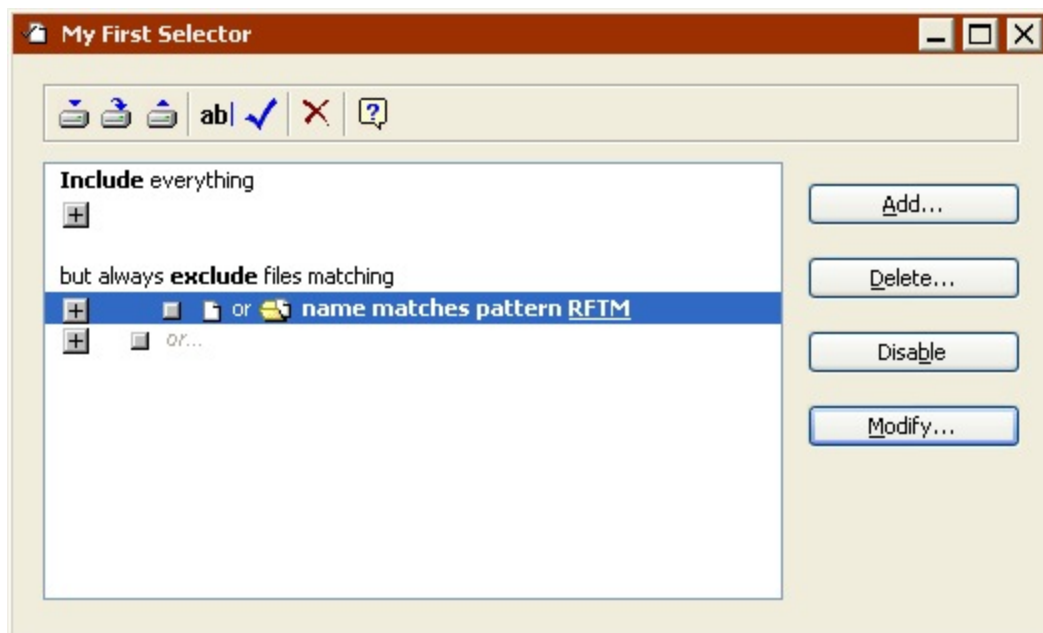 My First Selector
ab|
Include everything
but always exclude files matching
or name matches pattern RFTM
or...
Add...
Delete...
Disable
Modify...